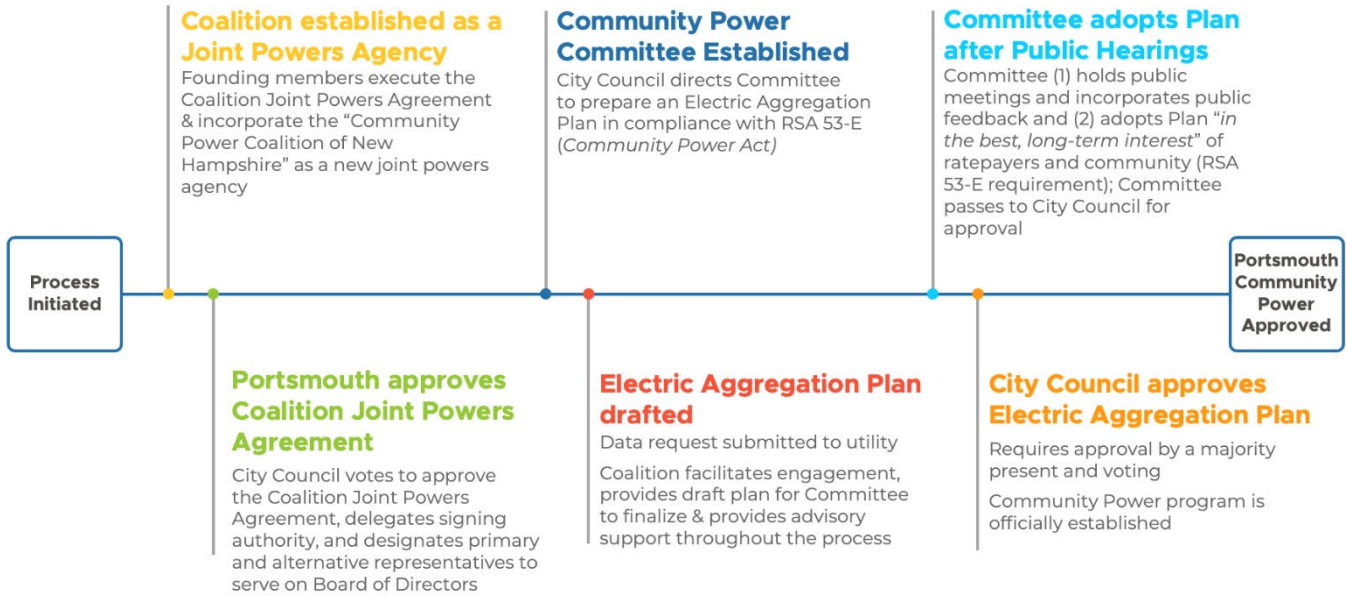 Process
Initiated
Coalition established as a
Joint Powers Agency
Founding members execute the
Coalition Joint Powers Agreement
& incorporate the “Community
Power Coalition of New
Hampshire” as a new joint powers
agency
Portsmouth approves
Coalition Joint Powers
Agreement
City Council votes to approve
the Coalition Joint Powers
Agreement, delegates signing
authority, and designates primary
and alternative representatives to
serve on Board of Directors
Community Power
Committee Established
City Council directs Committee
to prepare an Electric Aggregation
Plan in compliance with RSA 53-E
(Community Power Act)
Electric Aggregation Plan
drafted
Data request submitted to utility
Coalition facilitates engagement,
provides draft plan for Committee
to finalize & provides advisory
support throughout the process
Committee adopts Plan
after Public Hearings
Committee (1) holds public
meetings and incorporates public
feedback and (2) adopts Plan “in
the best, long-term interest” of
ratepayers and community (RSA
53-E requirement); Committee
passes to City Council for
approval
City Council approves
Electric Aggregation Plan
Requires approval by a majority
present and voting
Community Power program is
officially established
Portsmouth
Community
Power
Approved